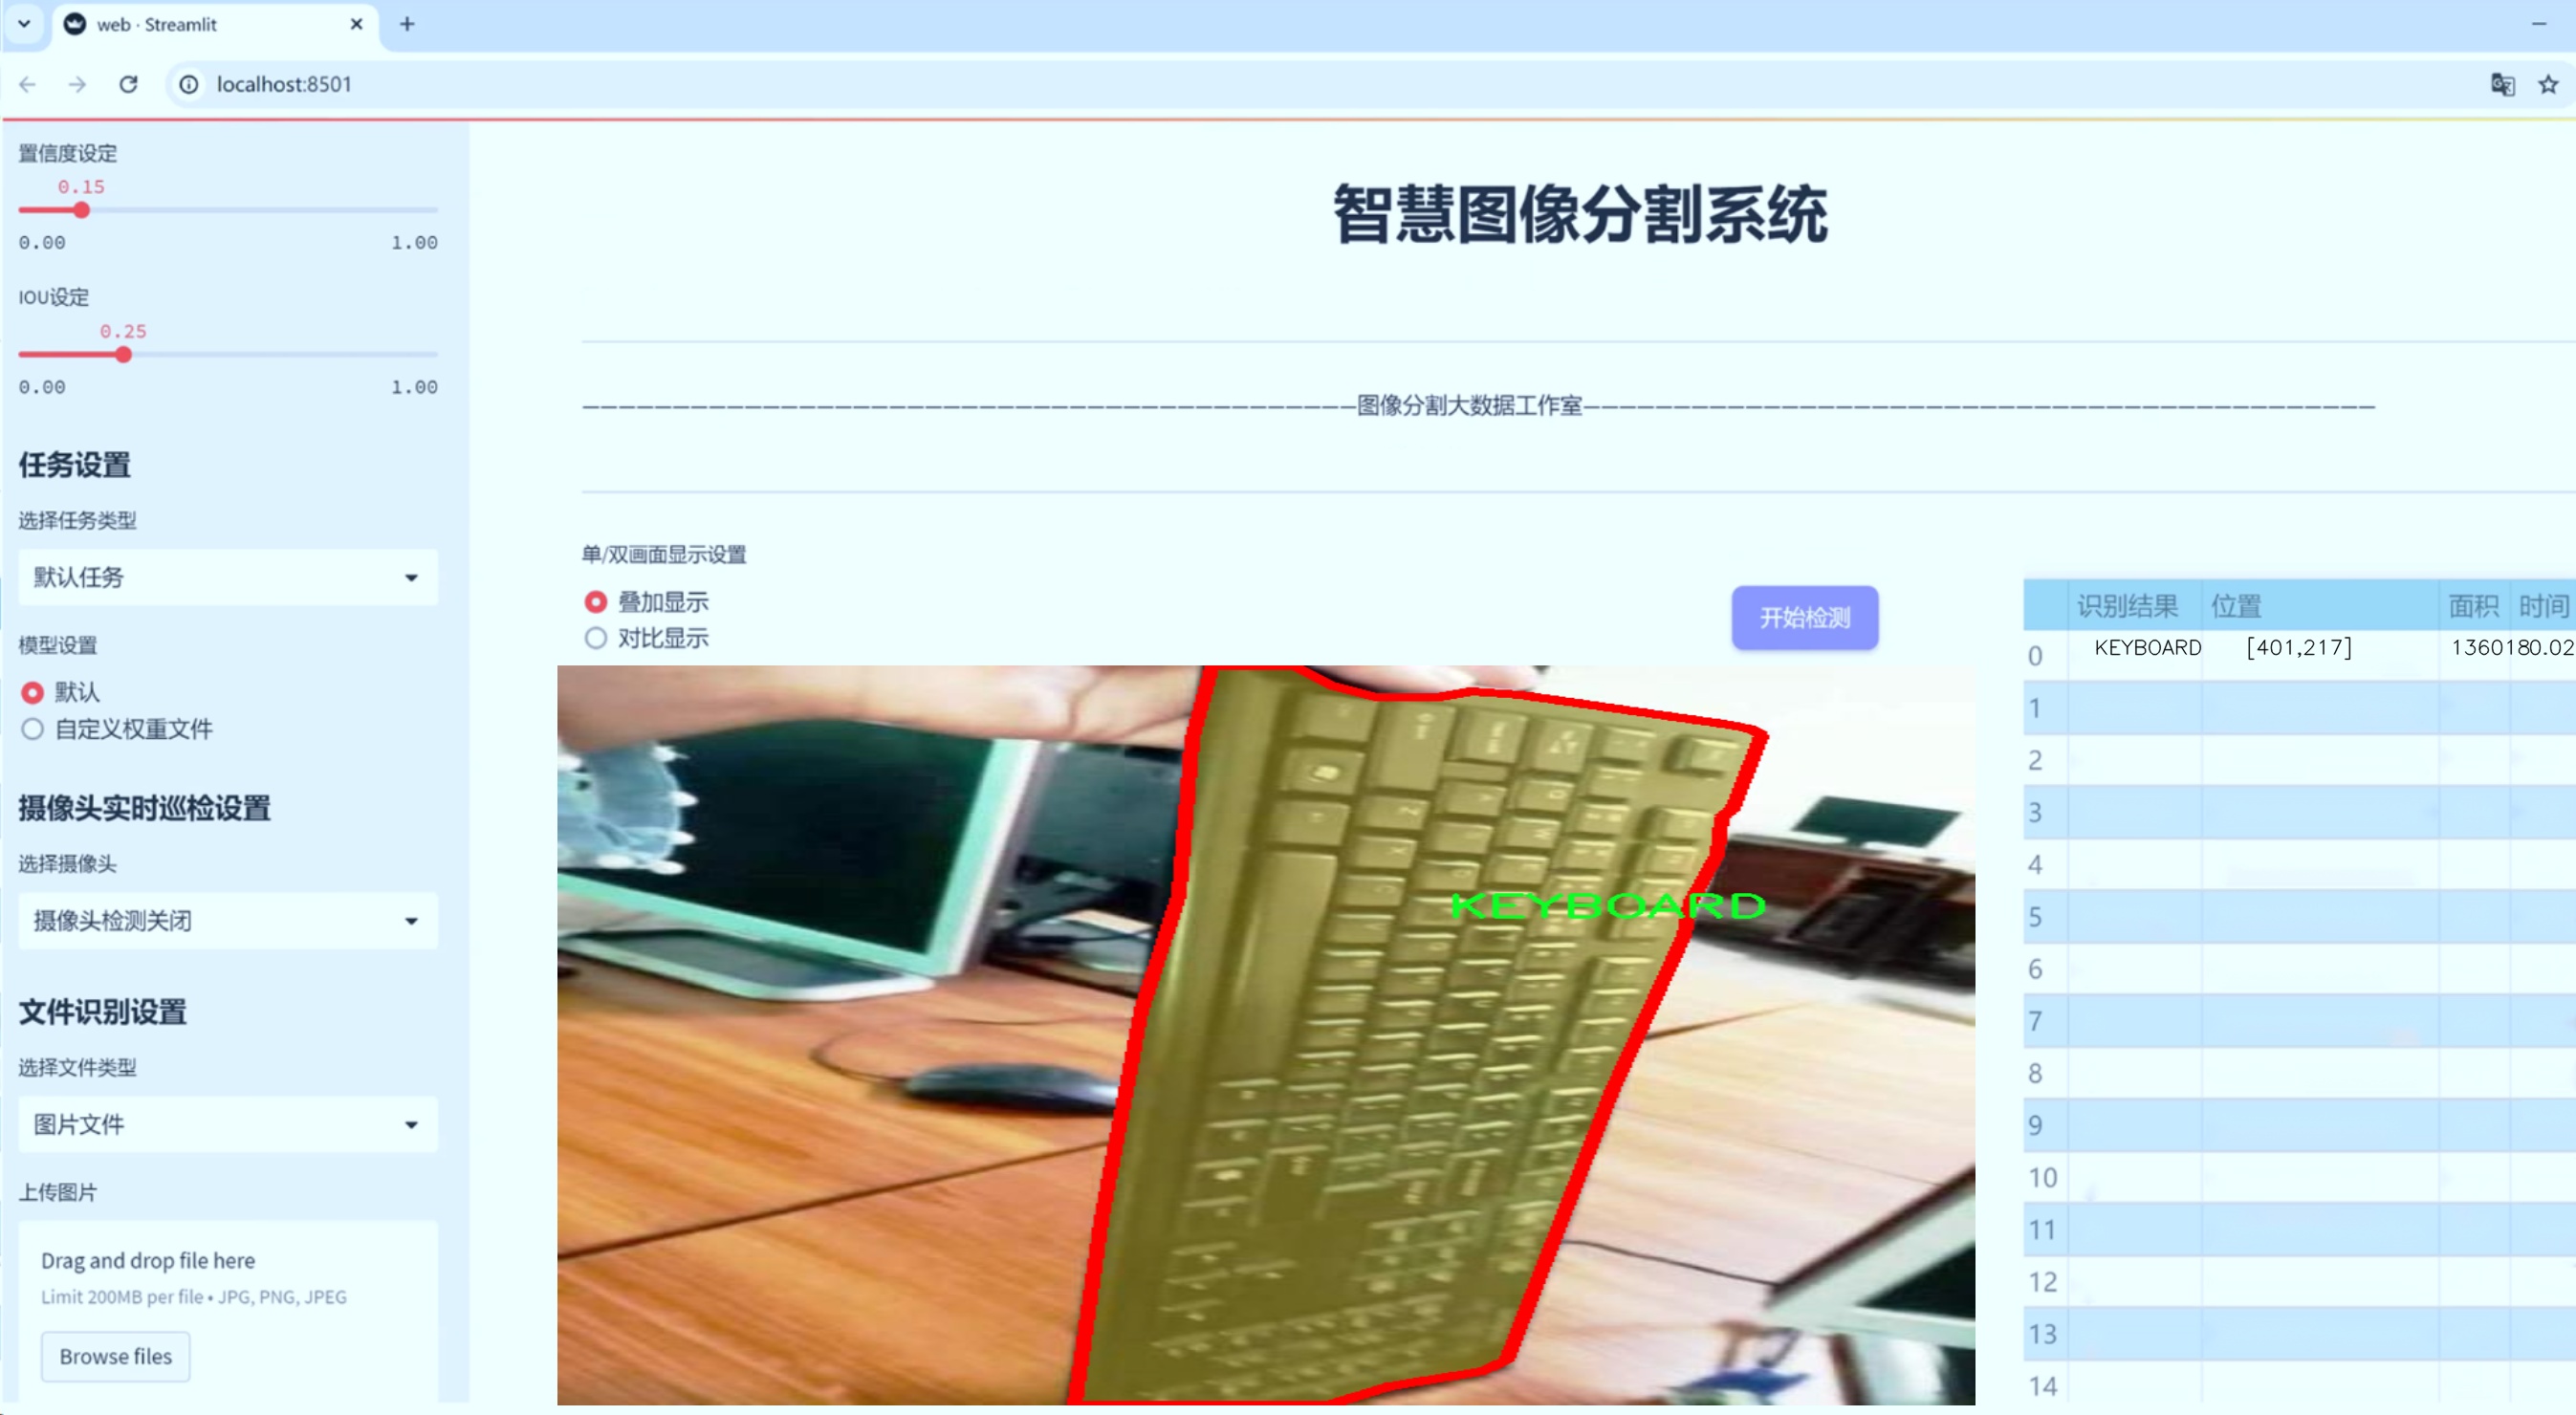 web · Streamlit
localhost:8501
置信度设定
0.15
0.00 1.00
IOU设定
0.25
0.00 1.00
任务设置
选择任务类型
默认任务
模型设置
默认
自定义权重文件
摄像头实时巡检设置
选择摄像头
摄像头检测关闭
文件识别设置
选择文件类型
图片文件
上传图片
Drag and drop file here
Limit 200MB per file • JPG, PNG, JPEG
Browse files
智慧图像分割系统
图像分割大数据工作室
单/双画面显示设置
叠加显示
对比显示
开始检测
KEYBOARD
识别结果 位置 面积 时间
0 KEYBOARD [401,217] 1360180.02
1
2
3
4
5
6
7
8
9
10
11
12
13
14